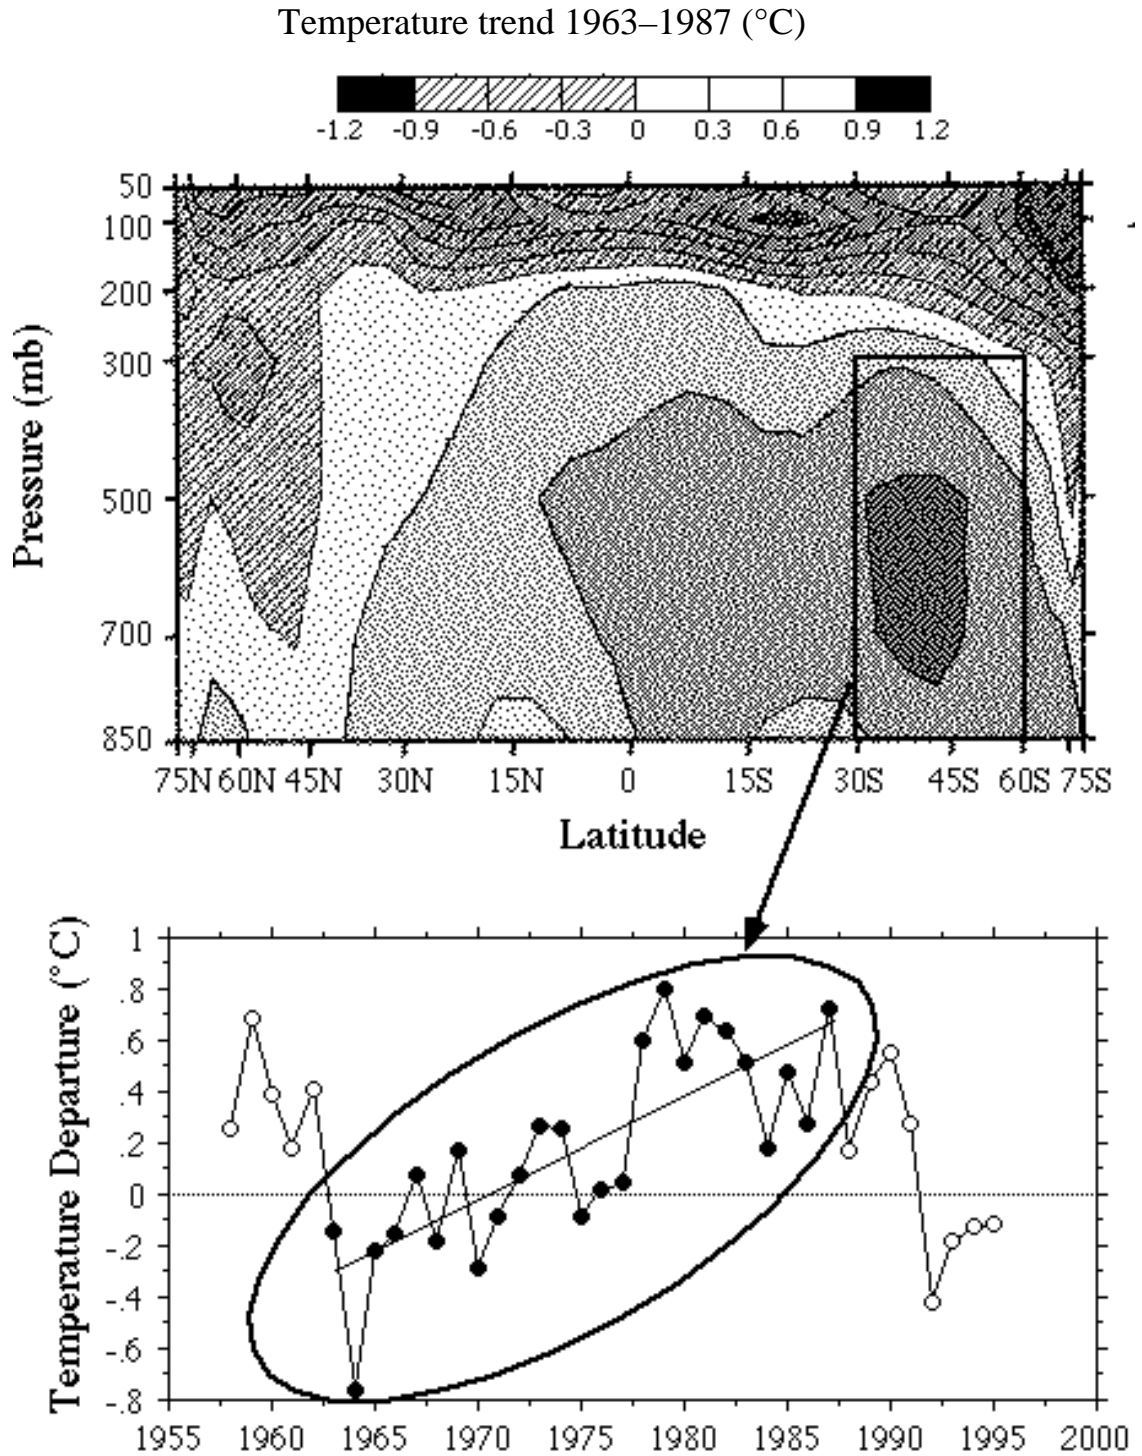 Temperature trend 1963–1987 (°C)
-1.2 -0.9 -0.6 -0.3 0 0.3 0.6 0.9 1.2
Pressure (mb)
50
100
200
300
500
700
850
75N 60N 45N 30N 15N 0 15S 30S 45S 60S 75S
Latitude
Temperature Departure (°C)
1
.8
.6
.4
.2
0
-.2
-.4
-.6
-.8
1955 1960 1965 1970 1975 1980 1985 1990 1995 2000